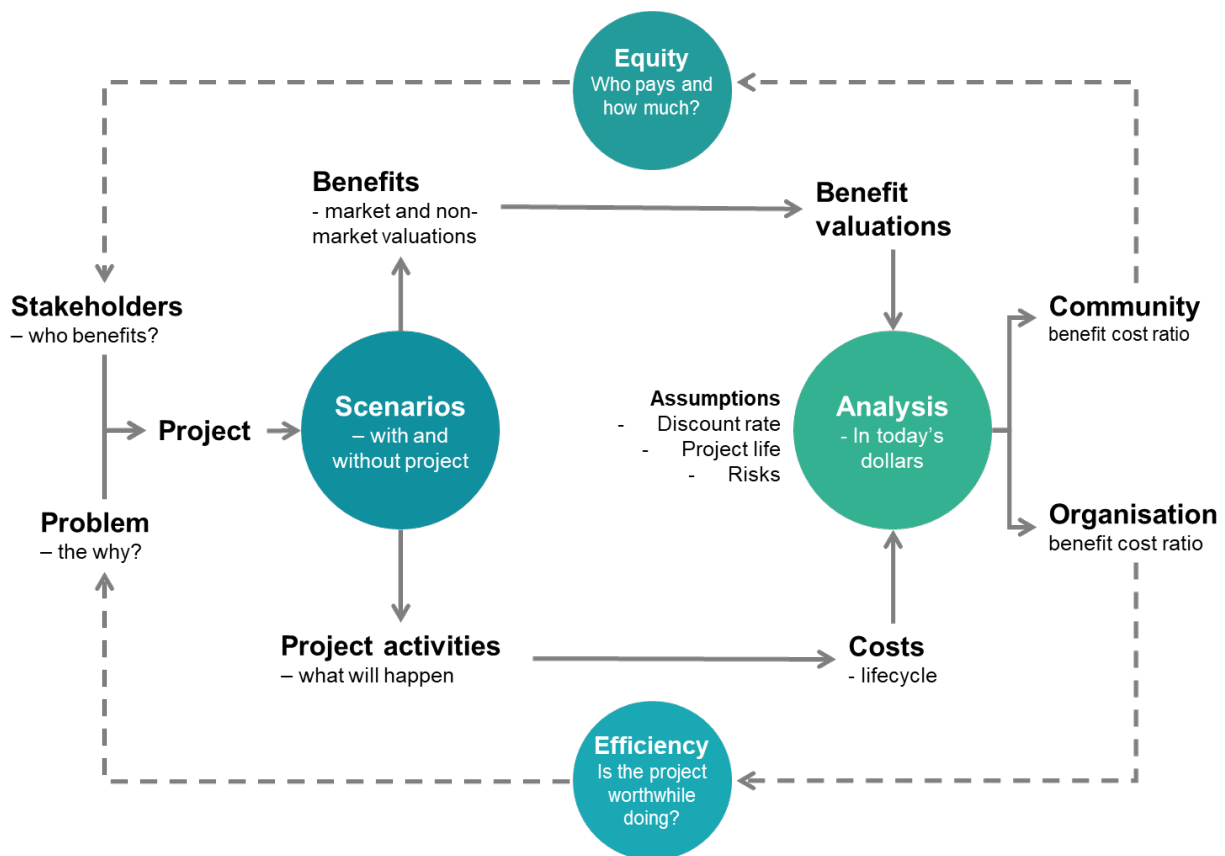 Equity
Who pays and
how much?
Benefits
- market and non-
market valuations
Benefit
valuations
Stakeholders
– who benefits?
Community
benefit cost ratio
Project
Scenarios
– with and
without project
Assumptions
- Discount rate
- Project life
- Risks
Analysis
- In today's
dollars
Problem
– the why?
Organisation
benefit cost ratio
Project activities
– what will happen
Costs
- lifecycle
Efficiency
Is the project
worthwhile
doing?